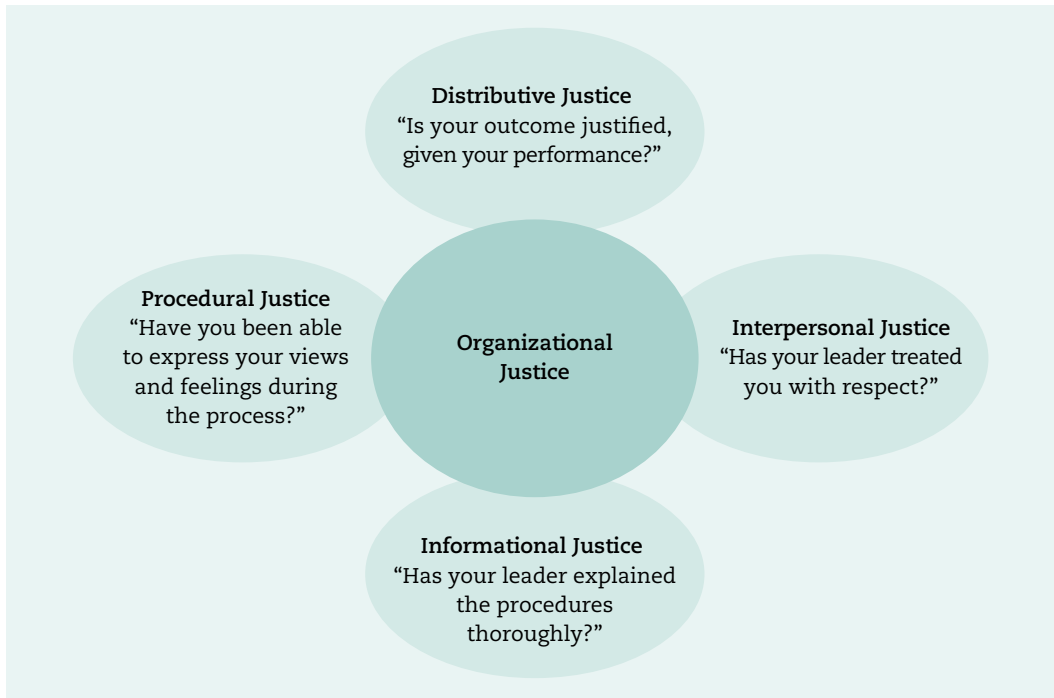 Distributive Justice
“Is your outcome justified,
given your performance?”
Procedural Justice
“Have you been able
to express your views
and feelings during
the process?”
Organizational
Justice
Interpersonal Justice
“Has your leader treated
you with respect?”
Informational Justice
“Has your leader explained
the procedures
thoroughly?”